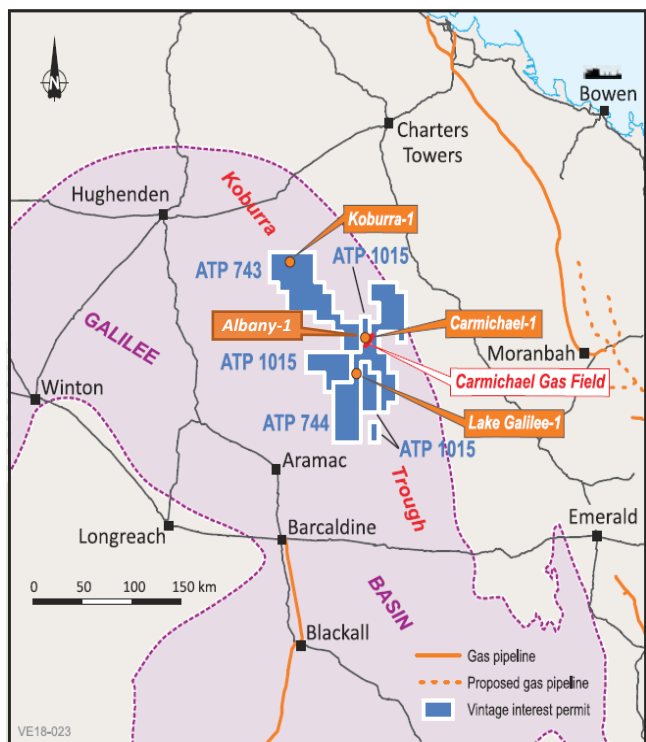 N
Bowen
Charters
Towers
Hughenden
Koburra
Koburra-1
ATP 1015
ATP 743
GALILEE
Albany-1
Carmichael-1
Moranbah
ATP 1015
Carmichael Gas Field
Winton
Lake Galilee-1
ATP 744
ATP 1015
Aramac
Trough
Longreach
Barcaldine
Emerald
0 50 100 150 km
BASIN
Blackall
Gas pipeline
Proposed gas pipeline
Vintage interest permit
VE18-023